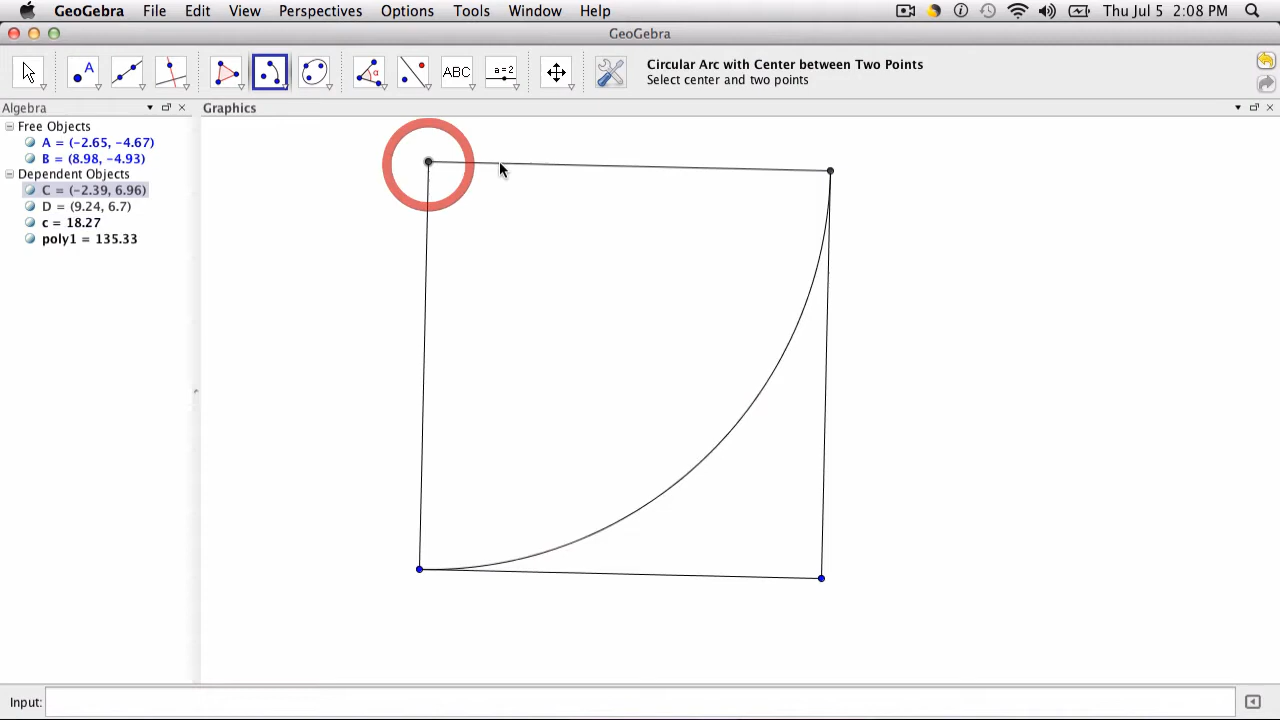 GeoGebra File Edit View Perspectives Options Tools Window Help Thu Jul 5 2:08 PM
GeoGebra
A ABC a=2 Circular Arc with Center between Two Points
Select center and two points
Algebra Graphics
Free Objects
A = (-2.65, -4.67)
B = (8.98, -4.93)
Dependent Objects
C = (-2.39, 6.96)
D = (9.24, 6.7)
c = 18.27
poly1 = 135.33
Input: